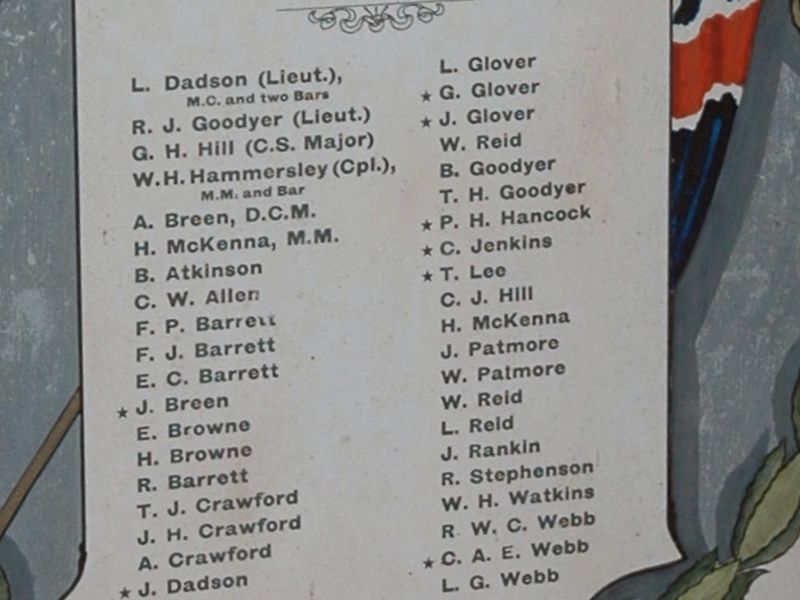 L. Dadson (Lieut.),
M.C. and two Bars
R. J. Goodyer (Lieut.)
G. H. Hill (C.S. Major)
W.H. Hammersley (Cpl.),
M.M. and Bar
A. Breen, D.C.M.
H. McKenna, M.M.
B. Atkinson
C. W. Allen
F. P. Barrett
F. J. Barrett
E. C. Barrett
★ J. Breen
E. Browne
H. Browne
R. Barrett
T. J. Crawford
J. H. Crawford
A. Crawford
★ J. Dadson
L. Glover
★ G. Glover
★ J. Glover
W. Reid
B. Goodyer
T. H. Goodyer
★ P. H. Hancock
★ C. Jenkins
★ T. Lee
C. J. Hill
H. McKenna
J. Patmore
W. Patmore
W. Reid
L. Reid
J. Rankin
R. Stephenson
W. H. Watkins
R. W. C. Webb
★ C. A. E. Webb
L. G. Webb